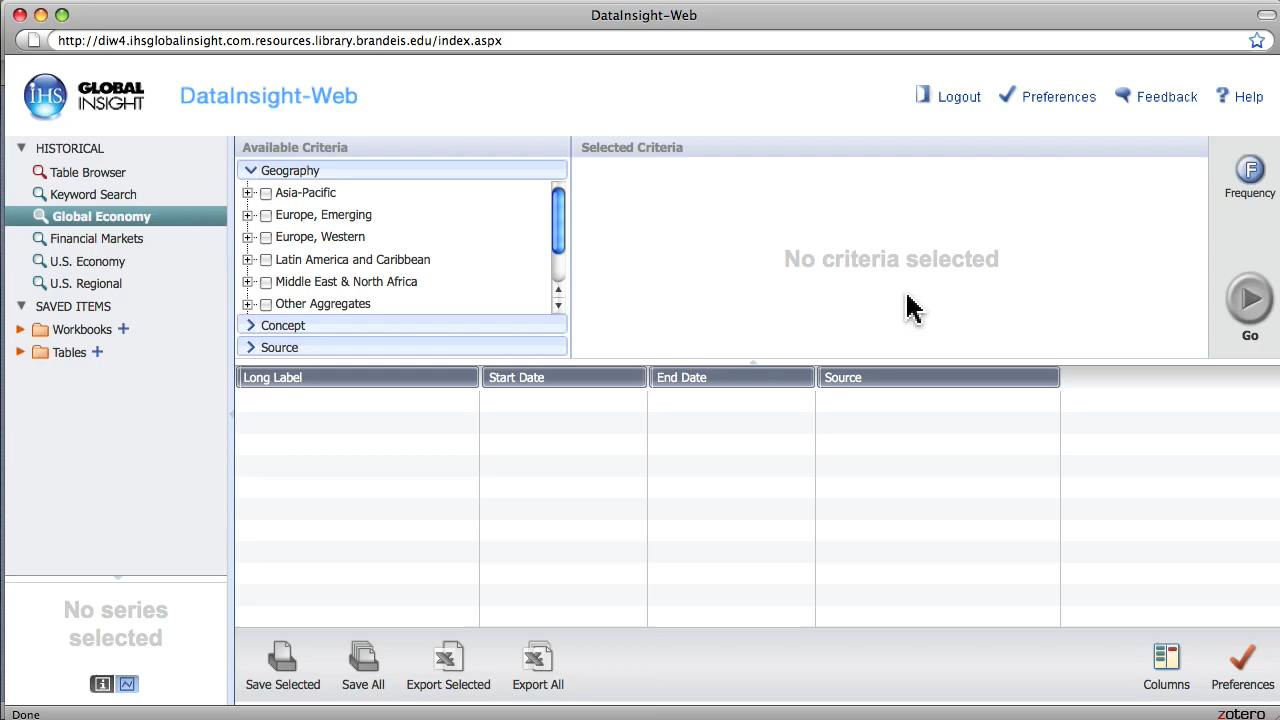 DataInsight-Web
http://diw4.ihsglobalinsight.com.resources.library.brandeis.edu/index.aspx
IHS GLOBAL INSIGHT
DataInsight-Web
Logout
Preferences
Feedback
? Help
HISTORICAL
Table Browser
Keyword Search
Global Economy
Financial Markets
U.S. Economy
U.S. Regional
SAVED ITEMS
Workbooks +
Tables +
Available Criteria
Geography
Asia-Pacific
Europe, Emerging
Europe, Western
Latin America and Caribbean
Middle East & North Africa
Other Aggregates
Concept
Source
Selected Criteria
No criteria selected
F
Frequency
Go
Long Label
Start Date
End Date
Source
No series
selected
Save Selected
Save All
Export Selected
Export All
Columns
Preferences
Done
zotero